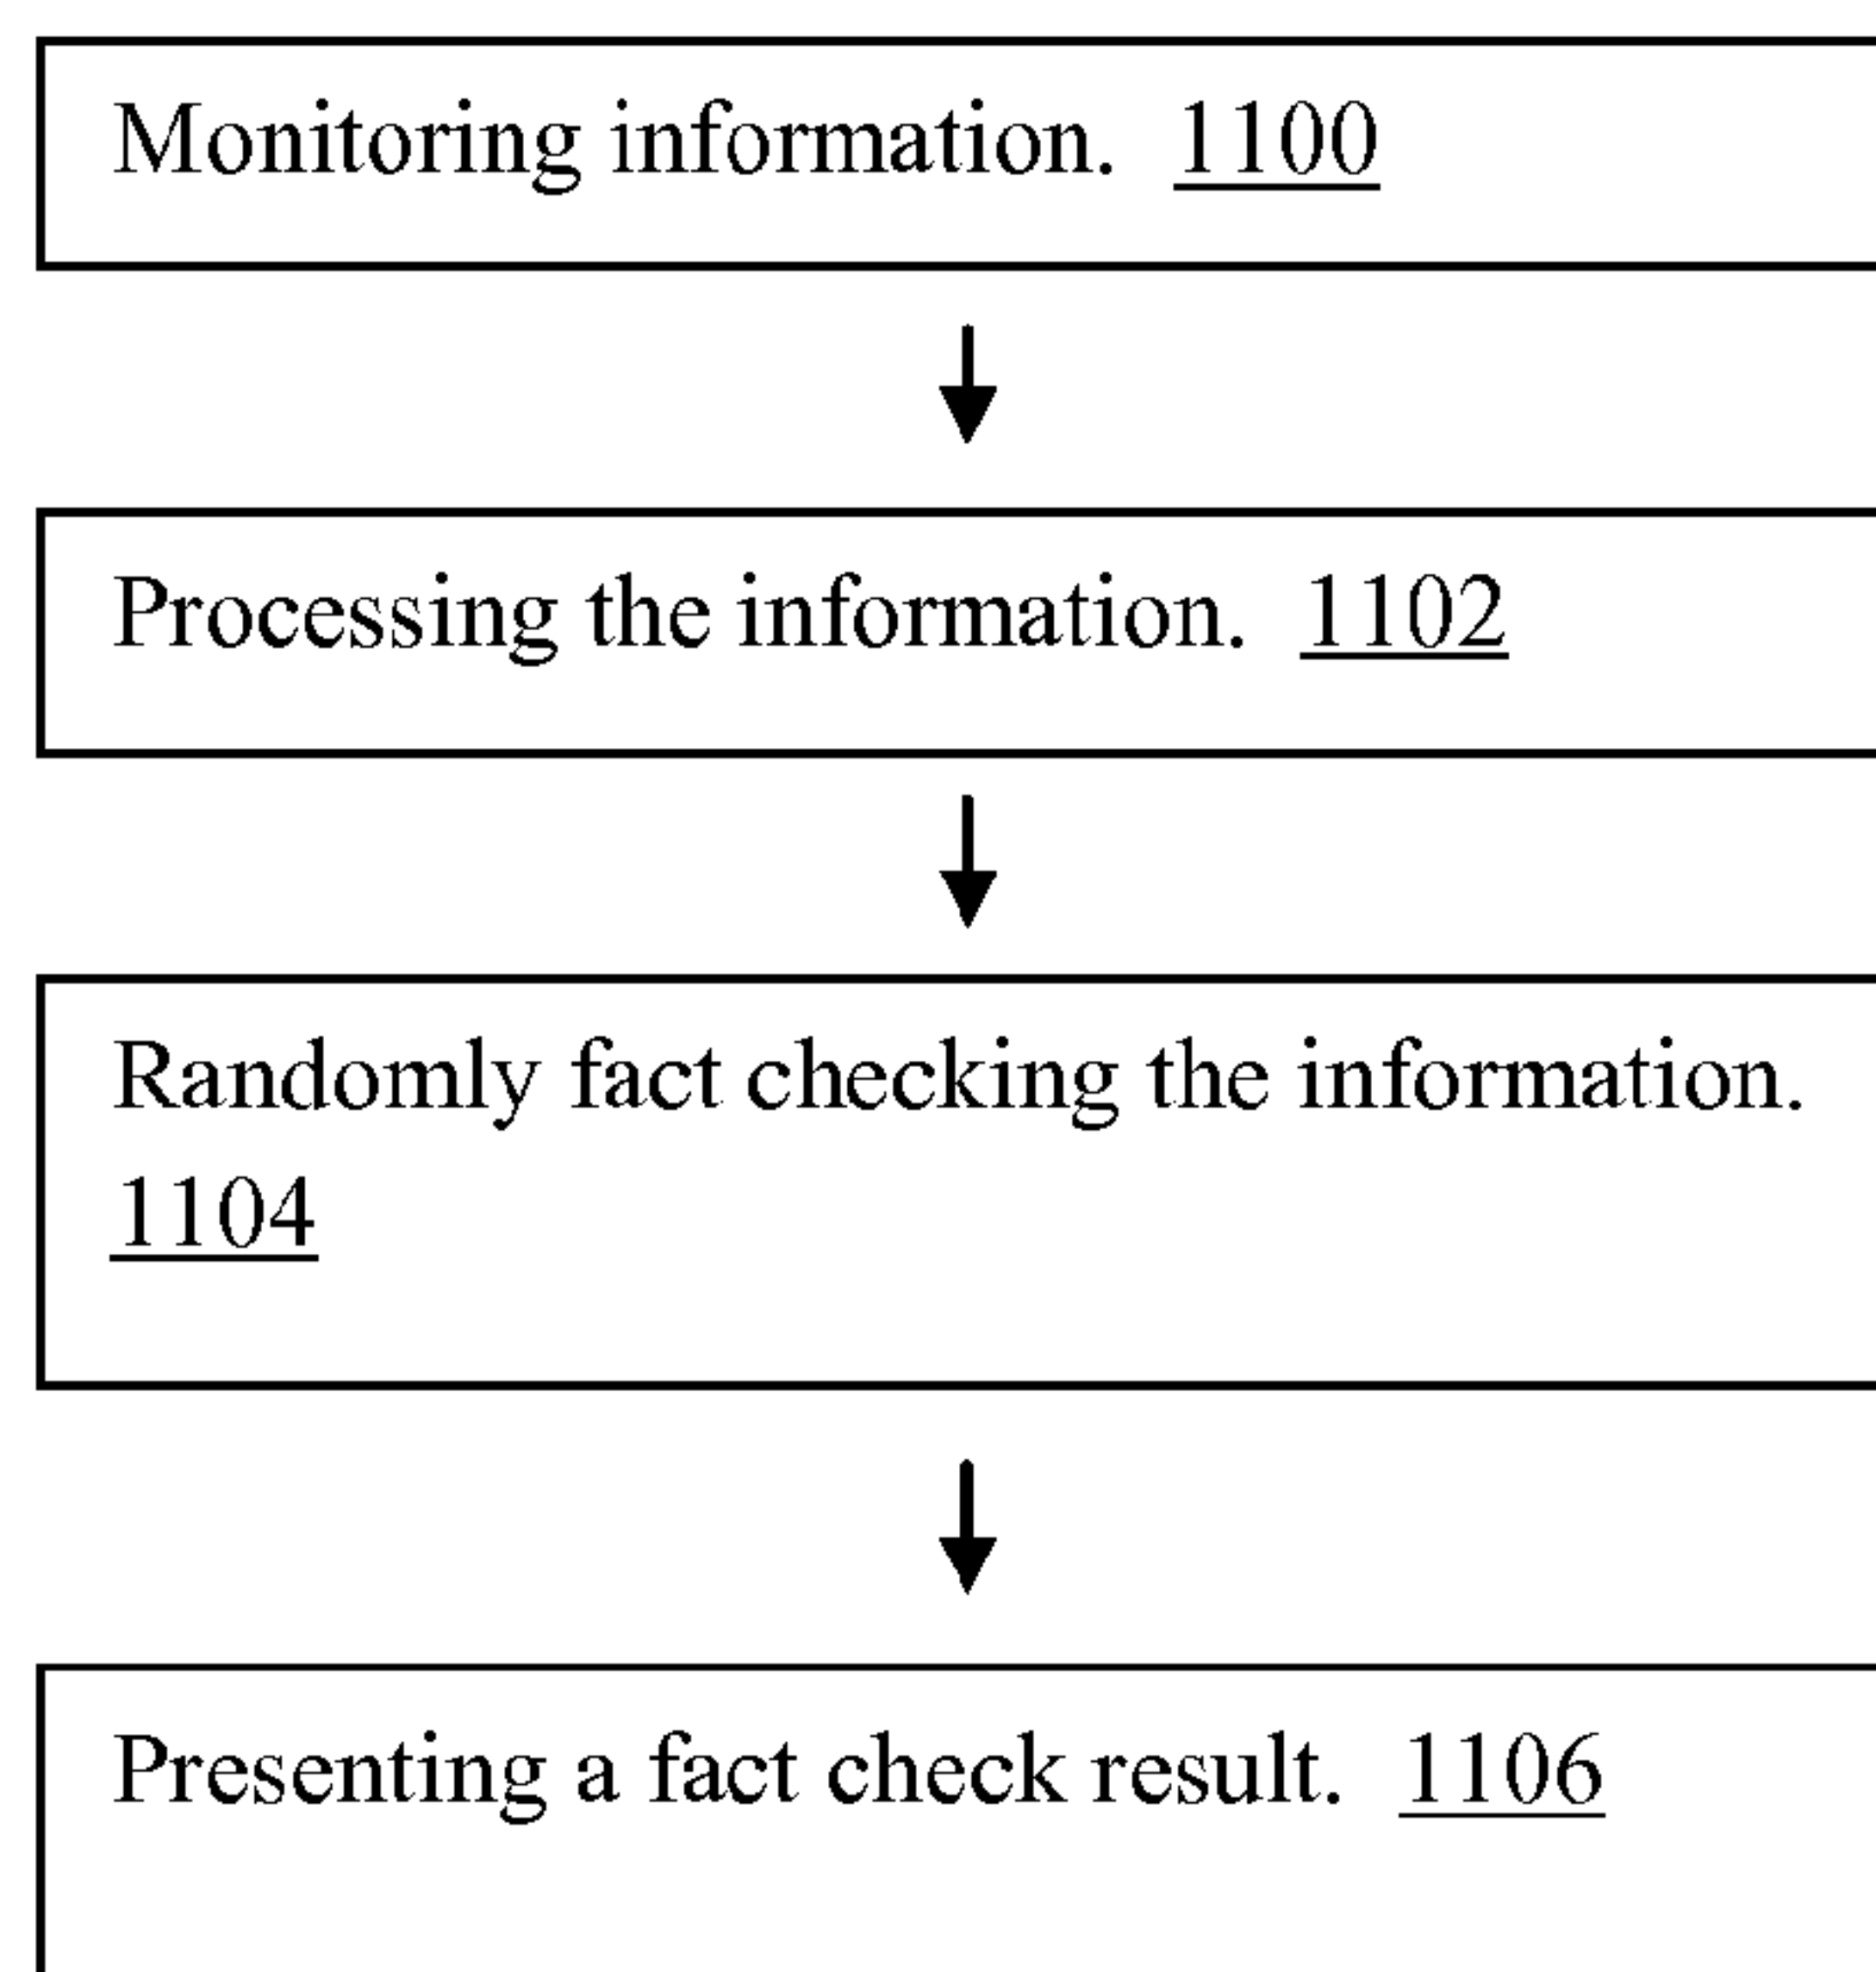 Monitoring information. 1100
Processing the information. 1102
Randomly fact checking the information.
1104
Presenting a fact check result. 1106